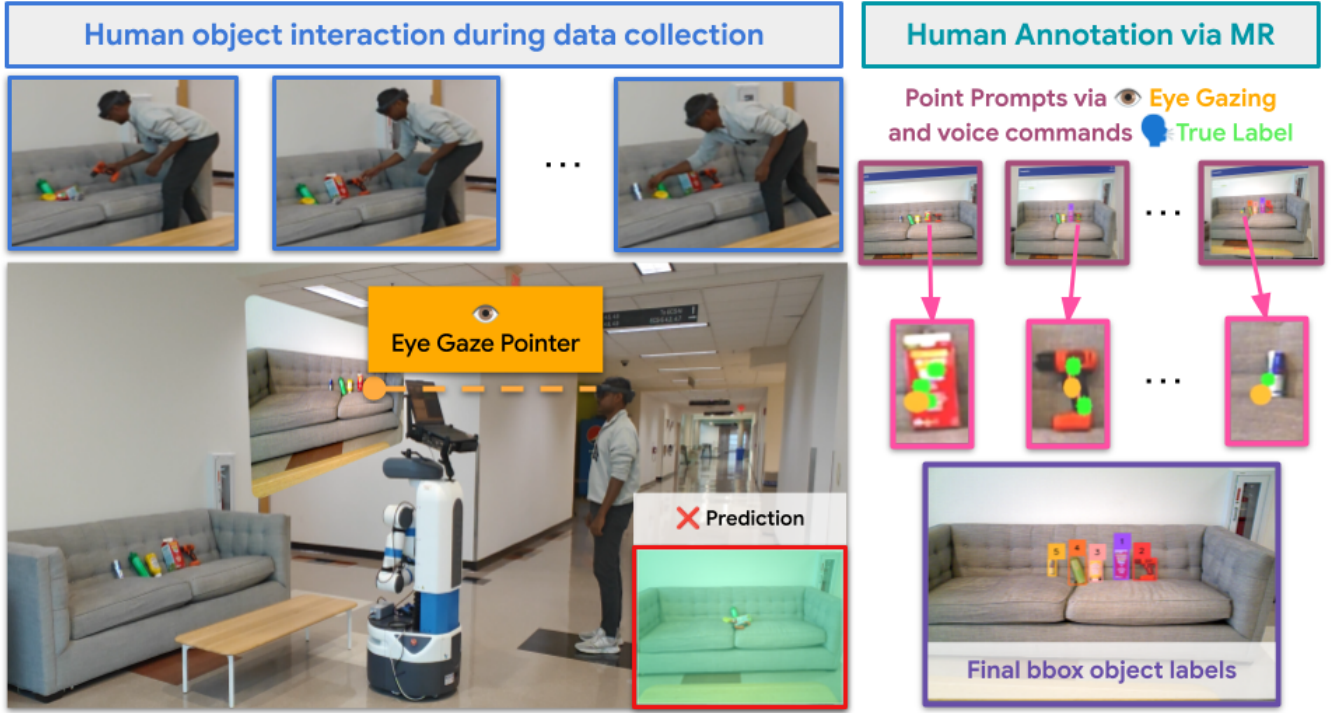 Human object interaction during data collection
Human Annotation via MR
Point Prompts via Eye Gazing
and voice commands True Label
...
...
Eye Gaze Pointer
...
Prediction
5
4
3
1
2
Final bbox object labels